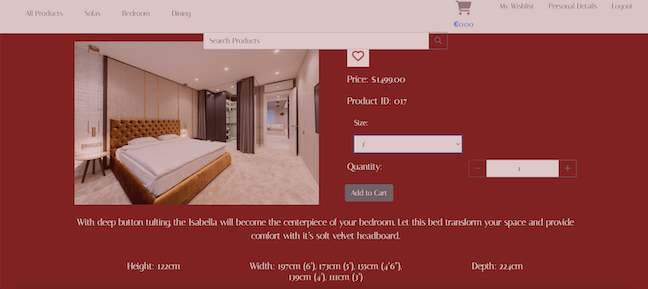 All Products
Sofas
Bedroom
Dining
€0.00
My Wishlist
Personal Details
Logout
Search Products
Price: $1499.00
Product ID: 017
Size:
Quantity:
1
Add to Cart
With deep button tufting, the Isabella will become the centerpiece of your bedroom. Let this bed transform your space and provide
comfort with it's soft velvet headboard.
Height: 122cm
Width: 197cm (6'), 173cm (5'), 155cm (4'6"),
139cm (4'), 111cm (3')
Depth: 224cm